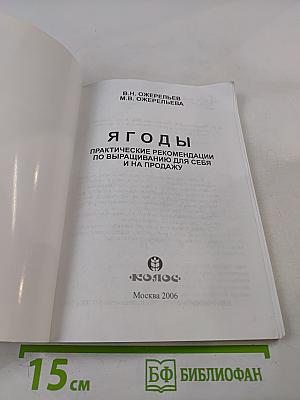 В.Н. ОЖЕРЕЛЬЕВ
М.В. ОЖЕРЕЛЬЕВА
ЯГОДЫ
ПРАКТИЧЕСКИЕ РЕКОМЕНДАЦИИ
ПО ВЫРАЩИВАНИЮ ДЛЯ СЕБЯ
И НА ПРОДАЖУ
·КОЛОС·
Москва 2006
15 см
БФ БИБЛИОФАН